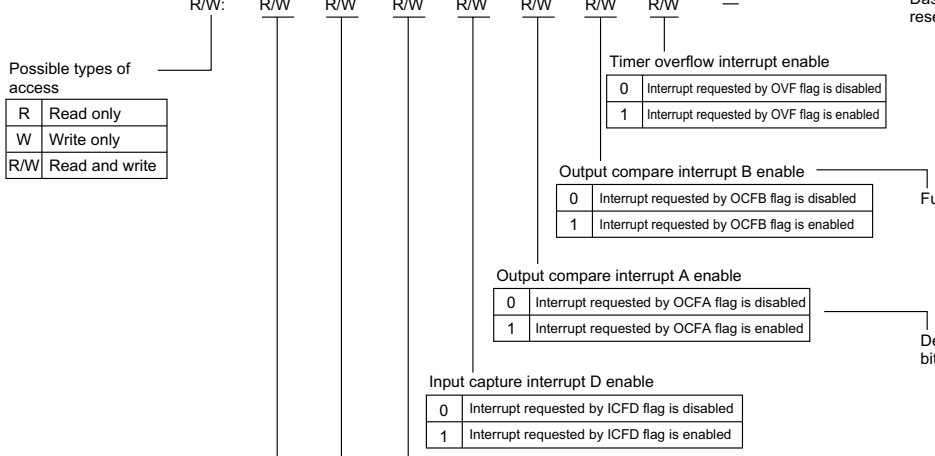 R/W: R/W R/W R/W R/W R/W R/W R/W —
rese
Possible types of
access
R Read only
W Write only
R/W Read and write
Timer overflow interrupt enable
0 Interrupt requested by OVF flag is disabled
1 Interrupt requested by OVF flag is enabled
Output compare interrupt B enable
Fu
0 Interrupt requested by OCFB flag is disabled
1 Interrupt requested by OCFB flag is enabled
Output compare interrupt A enable
0 Interrupt requested by OCFA flag is disabled
1 Interrupt requested by OCFA flag is enabled
De
bit
Input capture interrupt D enable
0 Interrupt requested by ICFD flag is disabled
1 Interrupt requested by ICFD flag is enabled